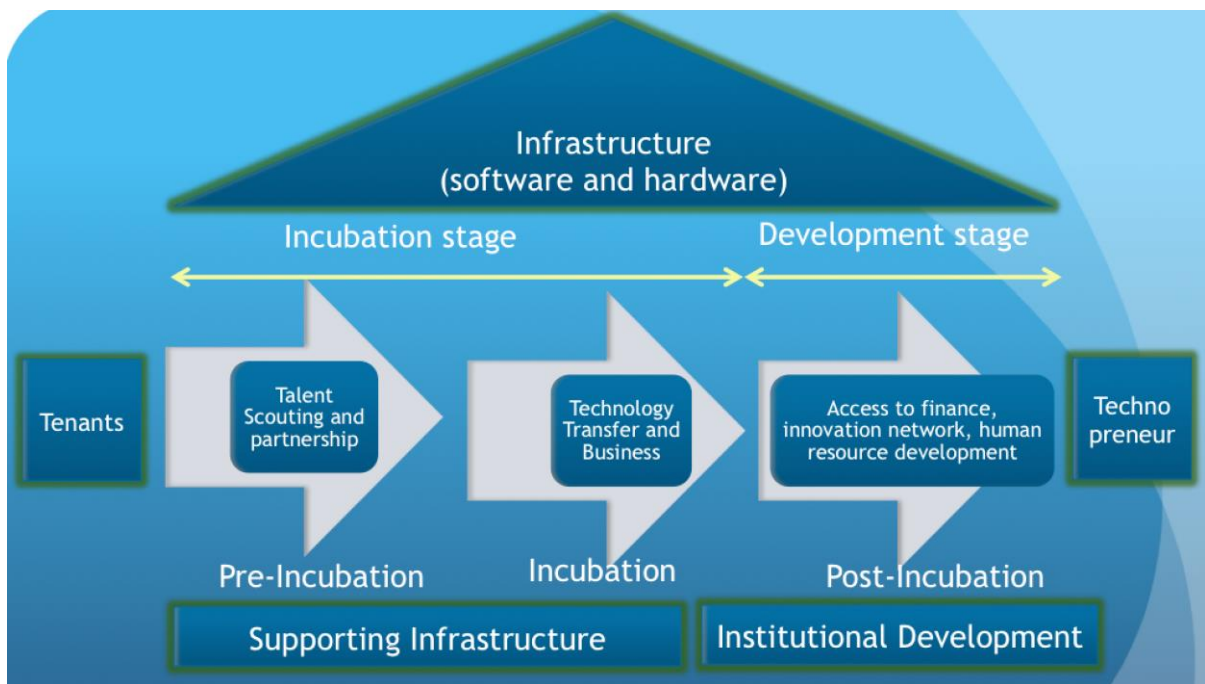 Infrastructure
(software and hardware)
Incubation stage
Development stage
Tenants
Talent
Scouting and
partnership
Technology
Transfer and
Business
Access to finance,
innovation network, human
resource development
Techno
preneur
Pre-Incubation
Incubation
Post-Incubation
Supporting Infrastructure
Institutional Development